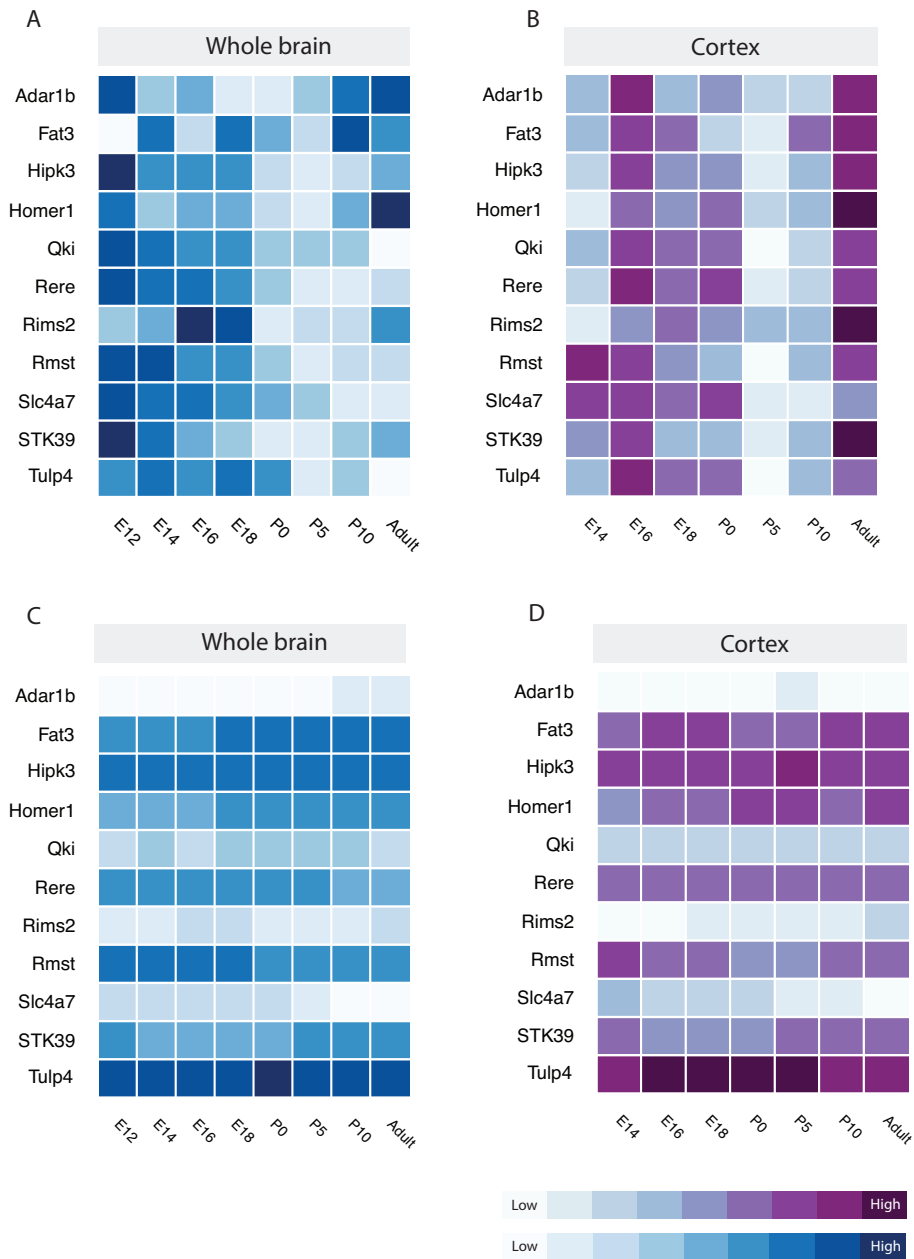 A
Whole brain
Adar1b
Fat3
Hipk3
Homer1
Qki
Rere
Rims2
Rmst
Slc4a7
STK39
Tulp4
E12 E14 E16 E18 P0 P5 P10 Adult
B
Cortex
Adar1b
Fat3
Hipk3
Homer1
Qki
Rere
Rims2
Rmst
Slc4a7
STK39
Tulp4
E14 E16 E18 P0 P5 P10 Adult
C
Whole brain
Adar1b
Fat3
Hipk3
Homer1
Qki
Rere
Rims2
Rmst
Slc4a7
STK39
Tulp4
E12 E14 E16 E18 P0 P5 P10 Adult
D
Cortex
Adar1b
Fat3
Hipk3
Homer1
Qki
Rere
Rims2
Rmst
Slc4a7
STK39
Tulp4
E14 E16 E18 P0 P5 P10 Adult
Low High
Low High